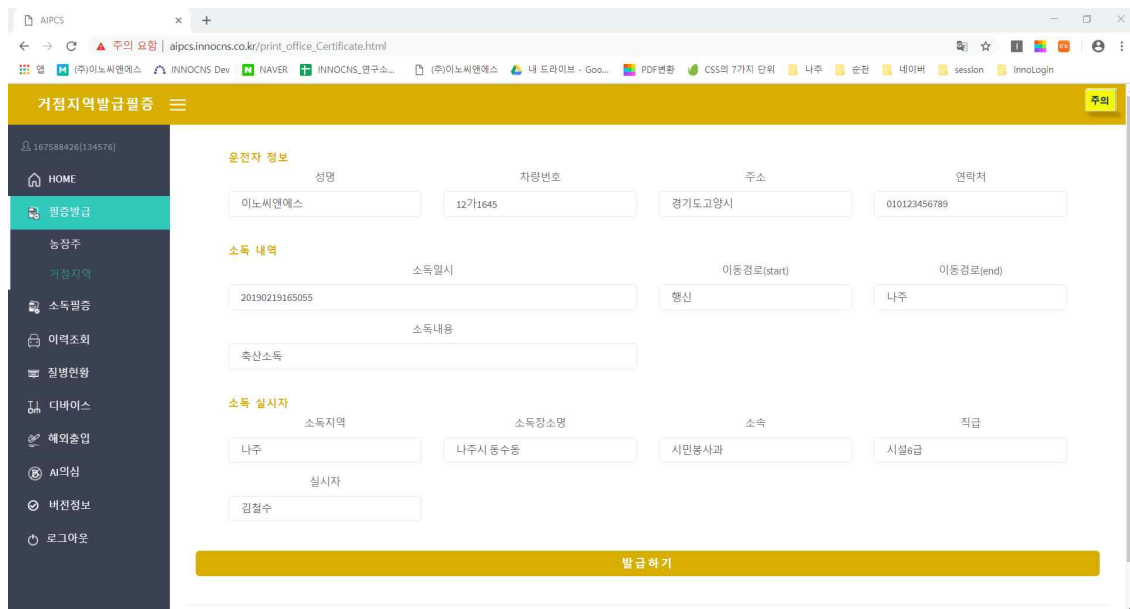 AIPCS
주의 요함 | aipcs.innocns.co.kr/print_office_Certificate.html
앱 (주)이노씨앤에스 INNOCNS Dev NAVER INNOCNS_연구소... (주)이노씨앤에스 내 드라이브 - Goo... PDF변환 CSS의 7가지 단위 나주 순천 네이버 session InnoLogin
거점지역발급필증 주의
167588426(134576)
HOME
필증발급
농장주
거점지역
소독필증
이력조회
질병현황
디바이스
해외출입
AI의심
버전정보
로그아웃
운전자 정보
성명 차량번호 주소 연락처
이노씨앤에스 12가1645 경기도고양시 010123456789
소독 내역
소독일시 이동경로(start) 이동경로(end)
20190219165055 행신 나주
소독내용
축산소독
소독 실시자
소독지역 소독장소명 소속 직급
나주 나주시 동수동 시민봉사과 시설6급
실시자
김철수
발급하기